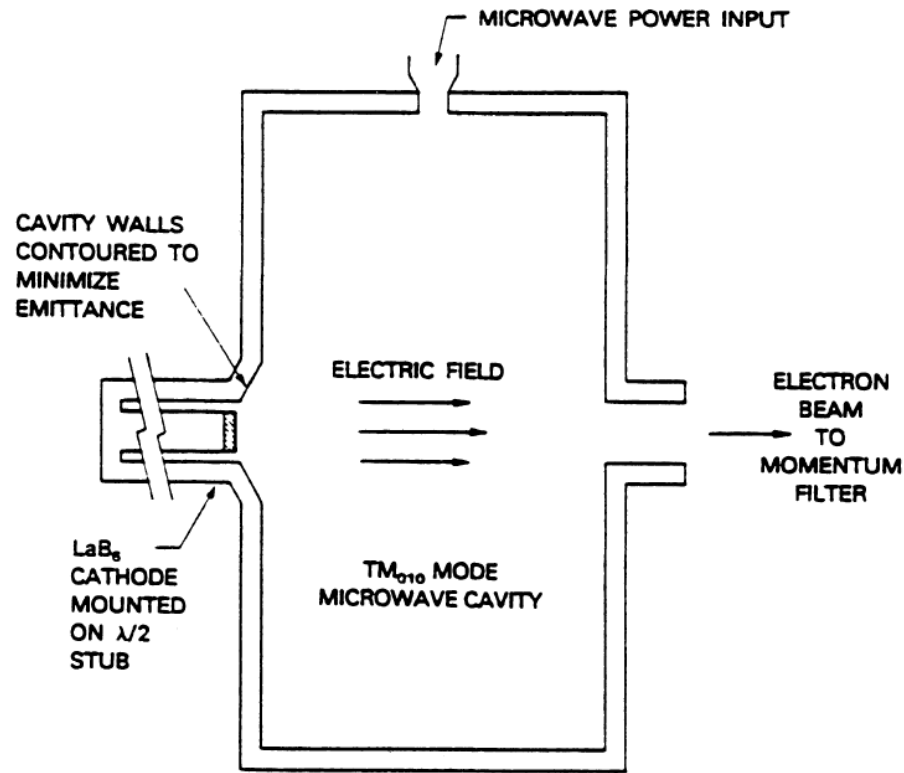 MICROWAVE POWER INPUT
CAVITY WALLS
CONTOURED TO
MINIMIZE
EMITTANCE
ELECTRIC FIELD
ELECTRON
BEAM
TO
MOMENTUM
FILTER
LaB₆
CATHODE
MOUNTED
ON λ/2
STUB
TM₀₁₀ MODE
MICROWAVE CAVITY